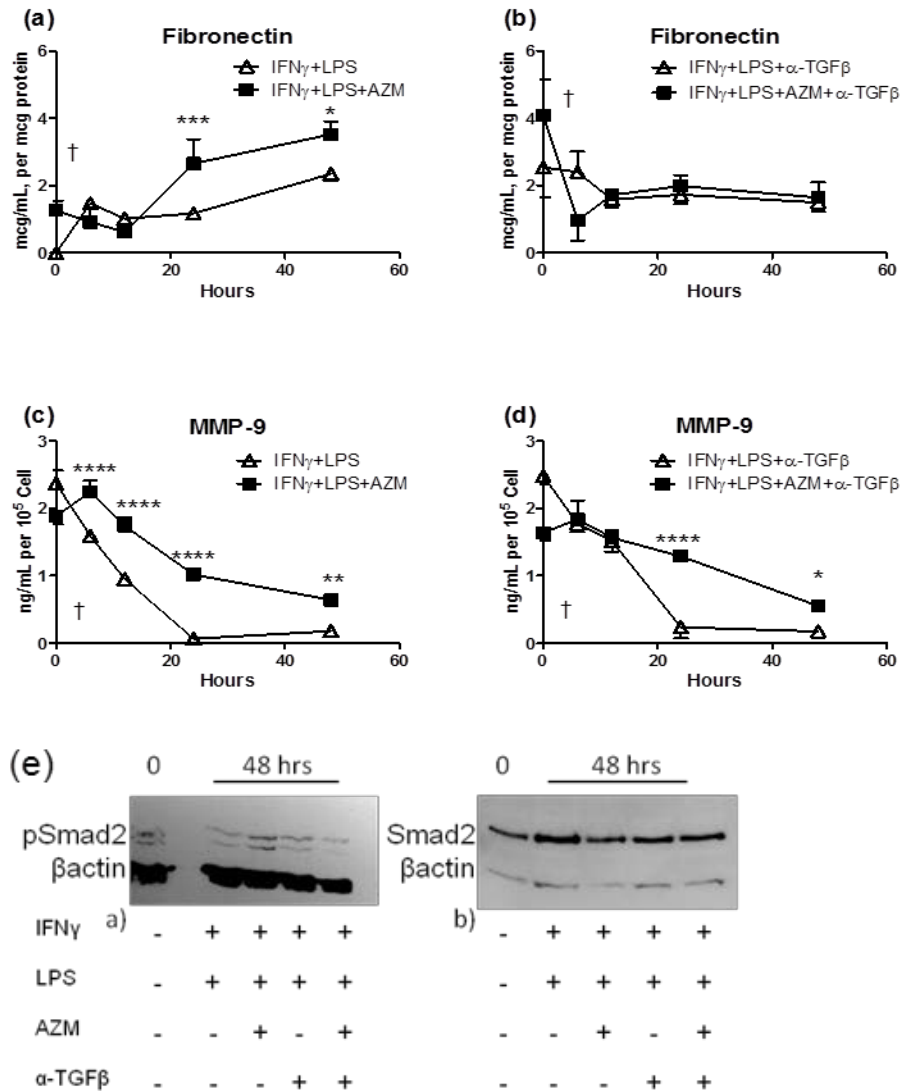 (a)
Fibronectin
IFNγ+LPS
IFNγ+LPS+AZM
mcg/mL, per mcg protein
6
4
2
0
†
***
*
0 20 40 60
Hours
(b)
Fibronectin
IFNγ+LPS+α-TGFβ
IFNγ+LPS+AZM+α-TGFβ
mcg/mL, per mcg protein
6
4
2
0
†
0 20 40 60
Hours
(c)
MMP-9
IFNγ+LPS
IFNγ+LPS+AZM
ng/mL per 10⁵ Cell
3
2
1
0
****
****
****
**
†
0 20 40 60
Hours
(d)
MMP-9
IFNγ+LPS+α-TGFβ
IFNγ+LPS+AZM+α-TGFβ
ng/mL per 10⁵ Cell
3
2
1
0
****
*
†
0 20 40 60
Hours
(e)
0 48 hrs 0 48 hrs
pSmad2 Smad2
βactin βactin
a) b)
IFNγ - + + + + - + + + +
LPS - + + + + - + + + +
AZM - - + - + - - + - +
α-TGFβ - - - + + - - - + +